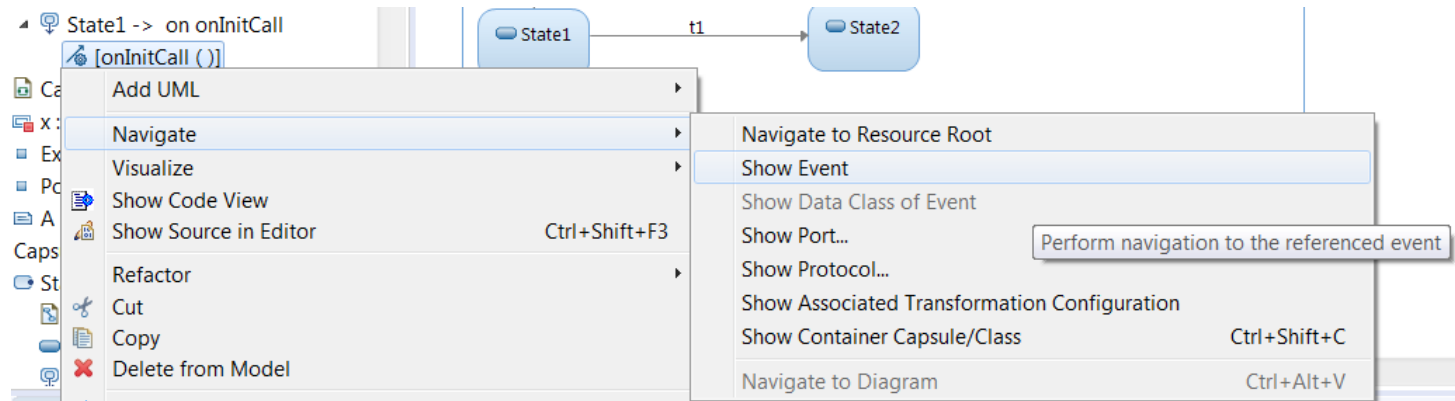 State1 -> on onInitCall
[onInitCall ( )]
State1
t1
State2
Ca
x :
Ex
Po
A
Caps
St
Add UML
Navigate
Visualize
Show Code View
Show Source in Editor Ctrl+Shift+F3
Refactor
Cut
Copy
Delete from Model
Navigate to Resource Root
Show Event
Show Data Class of Event
Show Port...
Show Protocol...
Show Associated Transformation Configuration
Show Container Capsule/Class Ctrl+Shift+C
Navigate to Diagram Ctrl+Alt+V
Perform navigation to the referenced event